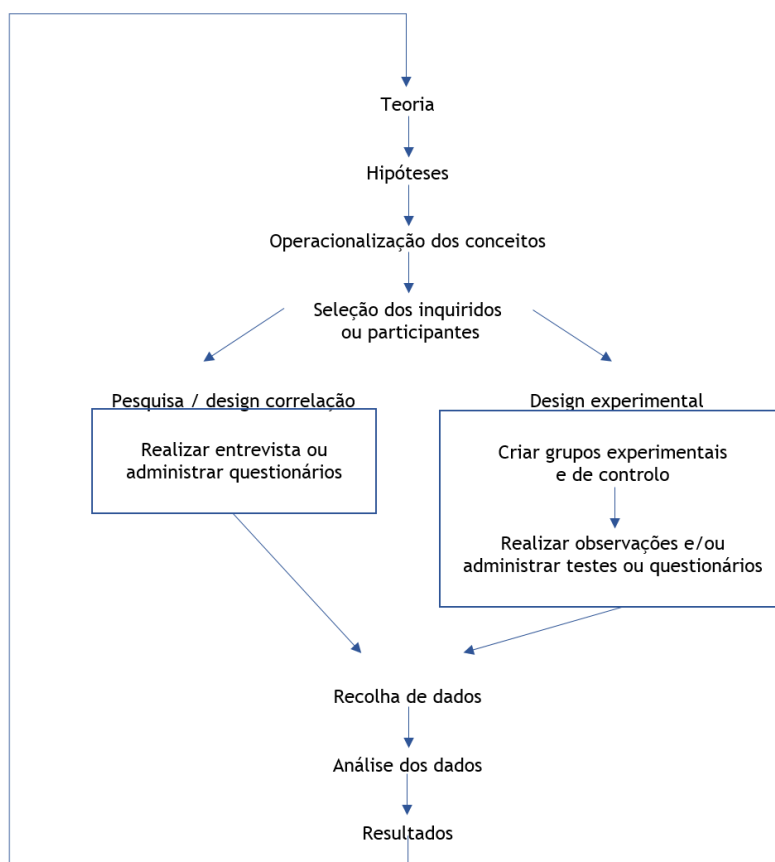 Teoria
Hipóteses
Operacionalização dos conceitos
Seleção dos inquiridos
ou participantes
Pesquisa / design correlação
Realizar entrevista ou
administrar questionários
Design experimental
Criar grupos experimentais
e de controlo
Realizar observações e/ou
administrar testes ou questionários
Recolha de dados
Análise dos dados
Resultados